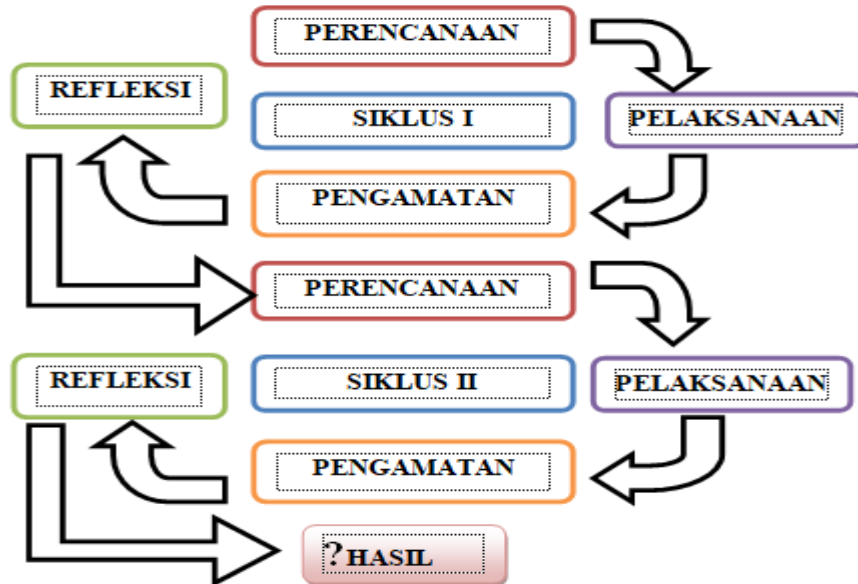 PERENCANAAN
REFLEKSI
SIKLUS I
PELAKSANAAN
PENGAMATAN
PERENCANAAN
REFLEKSI
SIKLUS II
PELAKSANAAN
PENGAMATAN
?HASIL